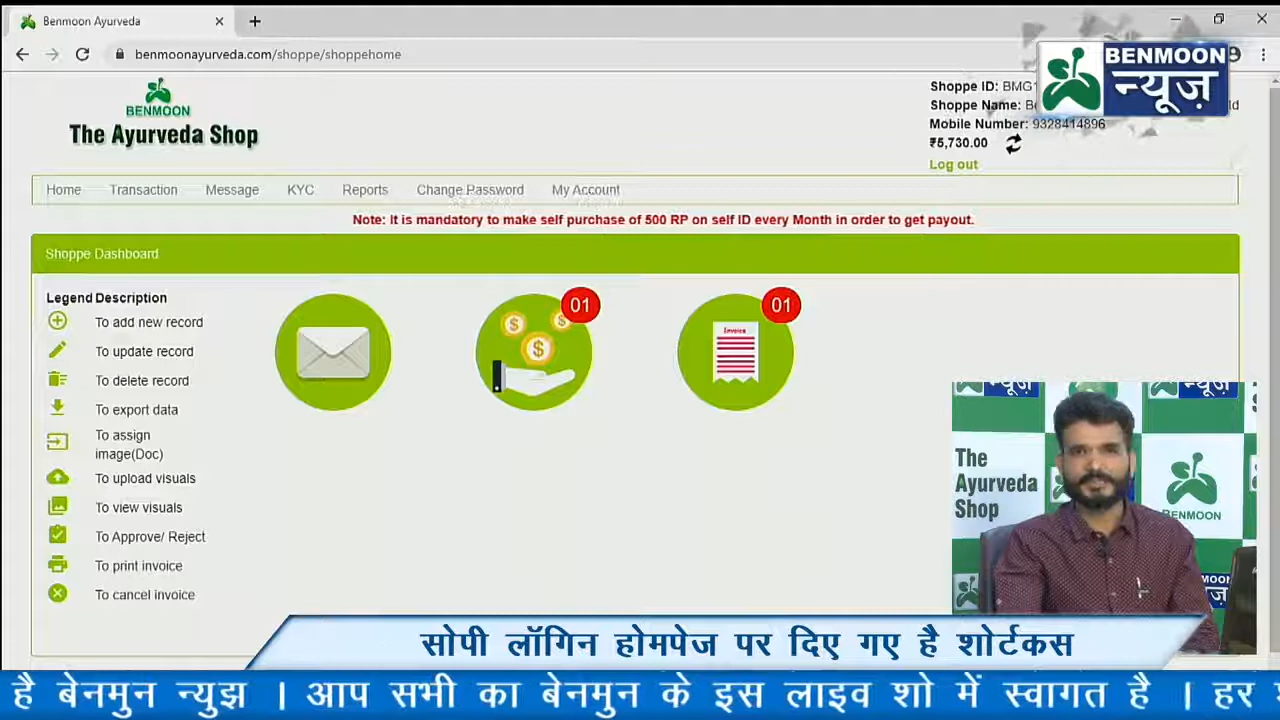 Benmoon Ayurveda
benmoonayurveda.com/shoppe/shoppehome
BENMOON
The Ayurveda Shop
Shoppe ID: BMG
Shoppe Name:
Mobile Number: 9328414896
₹5,730.00
Log out
BENMOON
न्यूज़
Home Transaction Message KYC Reports Change Password My Account
Note: It is mandatory to make self purchase of 500 RP on self ID every Month in order to get payout.
Shoppe Dashboard
Legend Description
To add new record
To update record
To delete record
To export data
To assign
image(Doc)
To upload visuals
To view visuals
To Approve/ Reject
To print invoice
To cancel invoice
01
01
Invoice
The
Ayurveda
Shop
BENMOON
सोपी लॉगिन होमपेज पर दिए गए है शोर्टकस
है बेनमुन न्युझ । आप सभी का बेनमुन के इस लाइव शो में स्वागत है । हर